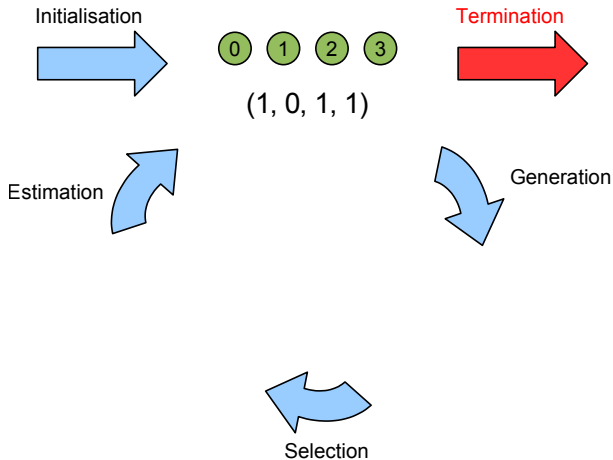 Initialisation
Termination
0 1 2 3
(1, 0, 1, 1)
Estimation
Generation
Selection